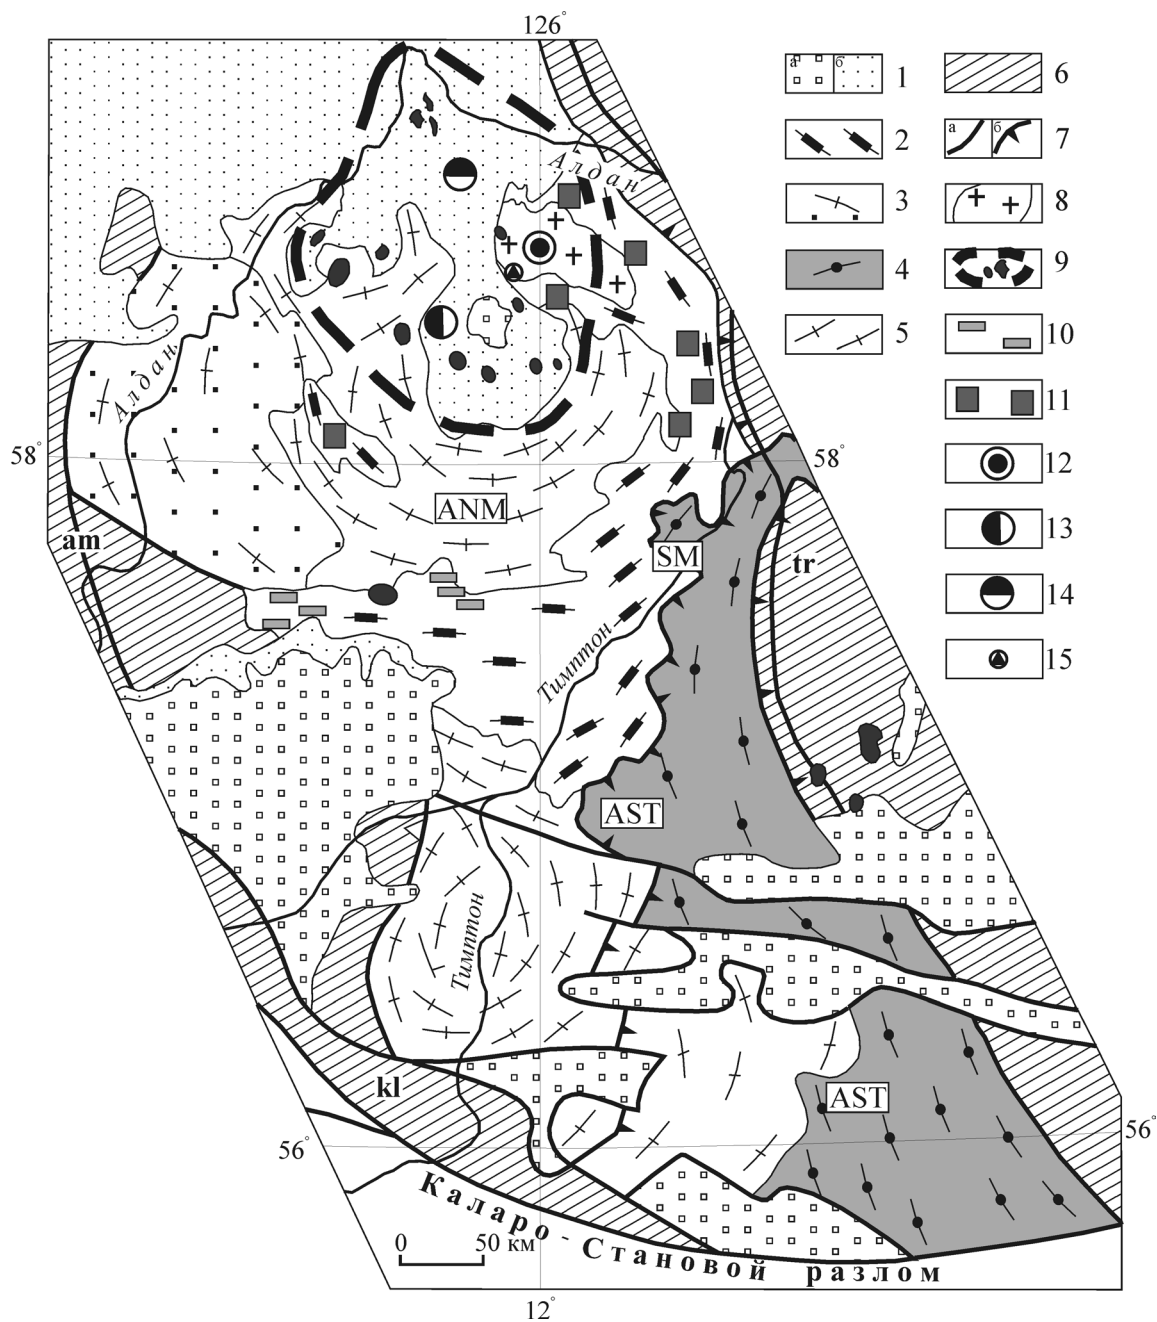 126°
а б 1
6
2
а б 7
3
8
4
9
5
10
11
12
13
14
15
Алдан
Алдан
58°
58°
ANM
am
SM
tr
Тимптон
AST
Тимптон
kl
AST
56°
56°
Каларо - Становой разлом
0 50 км
12°